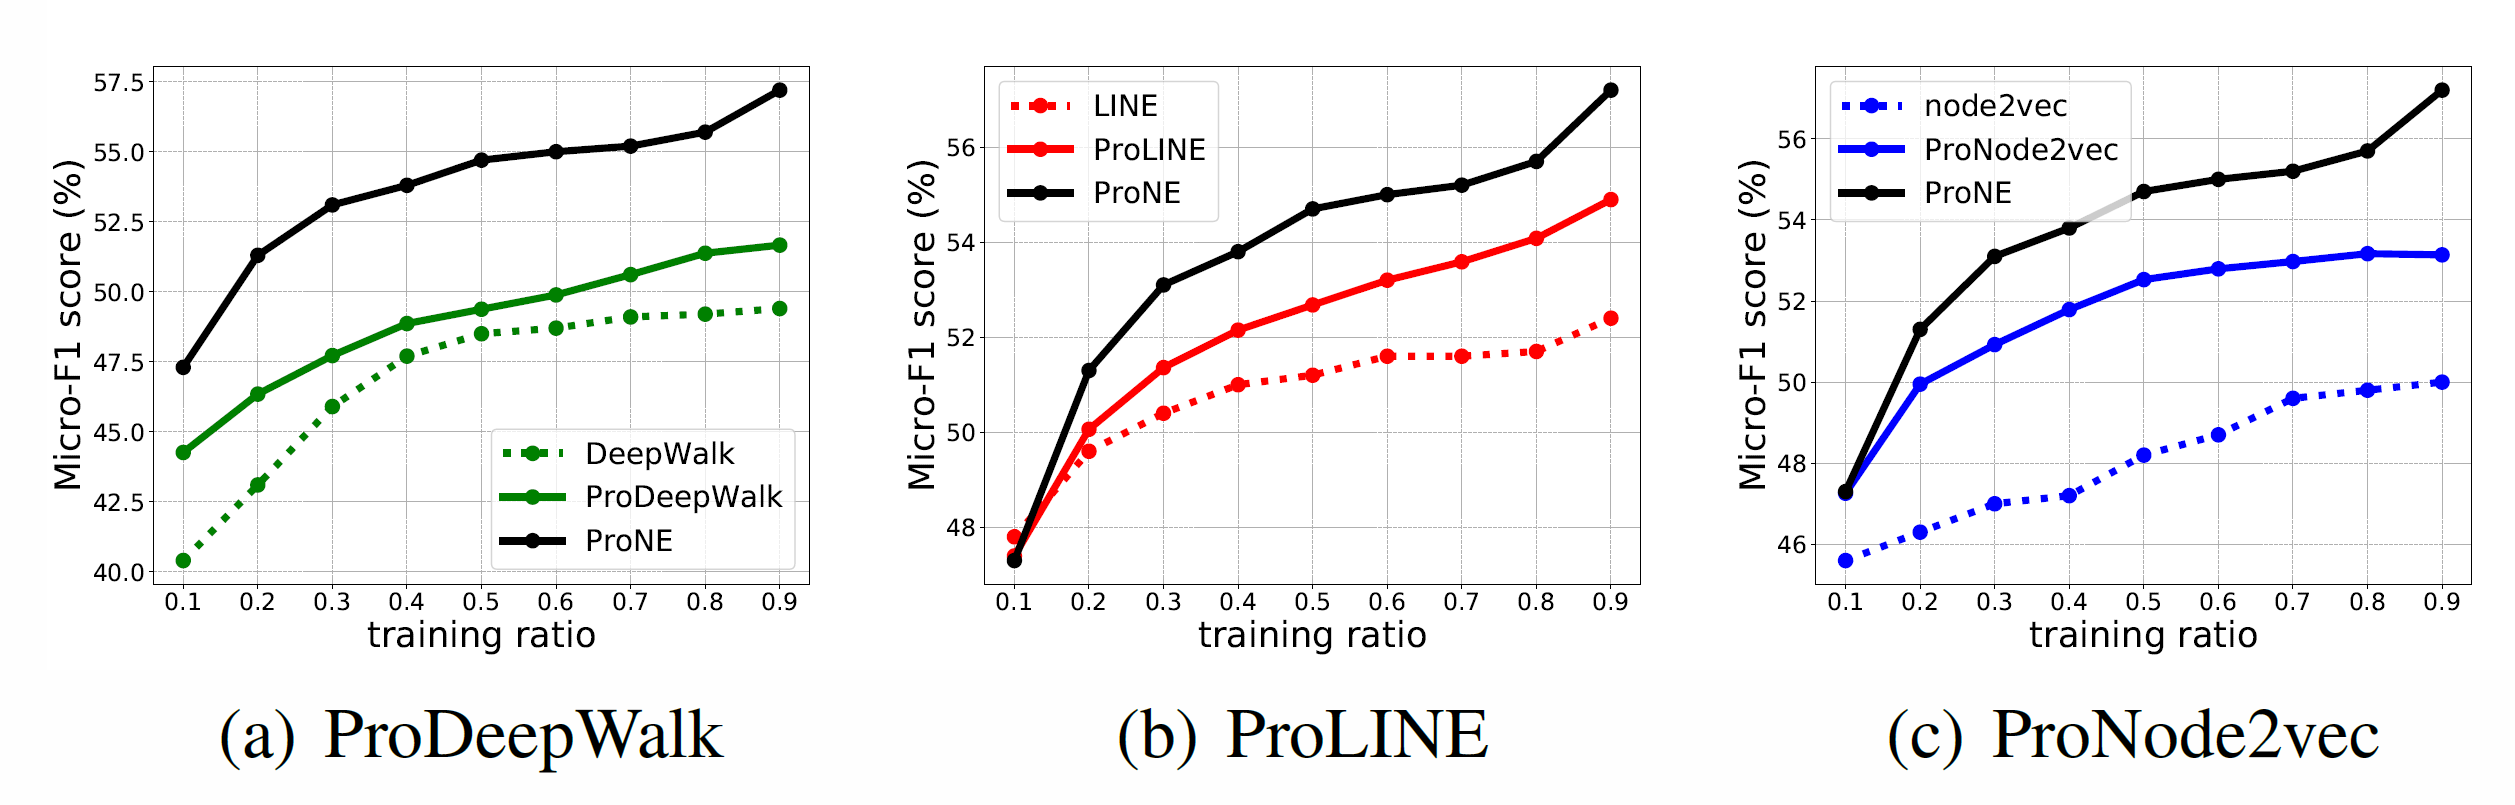 57.5
55.0
52.5
50.0
47.5
45.0
42.5
40.0
Micro-F1 score (%)
DeepWalk
ProDeepWalk
ProNE
0.1 0.2 0.3 0.4 0.5 0.6 0.7 0.8 0.9
training ratio
(a) ProDeepWalk
56
54
52
50
48
Micro-F1 score (%)
LINE
ProLINE
ProNE
0.1 0.2 0.3 0.4 0.5 0.6 0.7 0.8 0.9
training ratio
(b) ProLINE
56
54
52
50
48
46
Micro-F1 score (%)
node2vec
ProNode2vec
ProNE
0.1 0.2 0.3 0.4 0.5 0.6 0.7 0.8 0.9
training ratio
(c) ProNode2vec